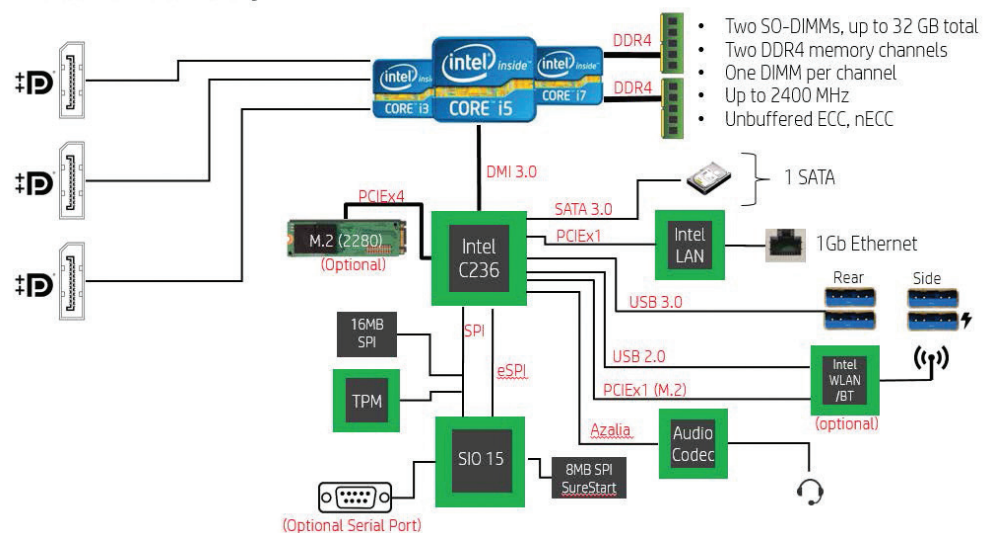 DDR4
• Two SO-DIMMs, up to 32 GB total
• Two DDR4 memory channels
• One DIMM per channel
• Up to 2400 MHz
• Unbuffered ECC, nECC
DDR4
intel inside
CORE i3
intel inside™
CORE™ i5
intel inside™
CORE i7
DMI 3.0
PCIEx4
M.2 (2280)
(Optional)
Intel
C236
SATA 3.0
1 SATA
PCIEx1
Intel
LAN
1Gb Ethernet
Rear
Side
USB 3.0
USB 2.0
PCIEx1 (M.2)
Intel
WLAN
/BT
(optional)
16MB
SPI
SPI
eSPI
TPM
Azalia
Audio
Codec
SIO 15
8MB SPI
SureStart
(Optional Serial Port)